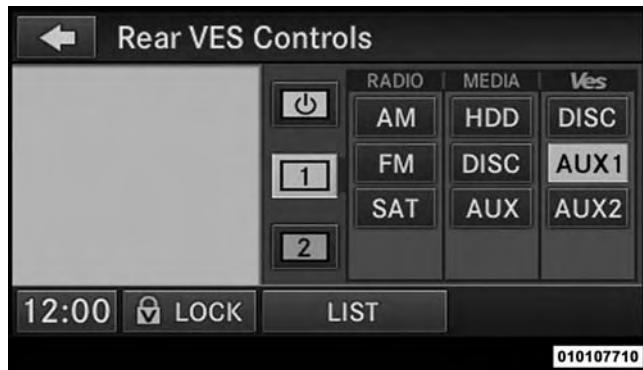 Rear VES Controls
RADIO MEDIA Ves
AM HDD DISC
1 FM DISC AUX1
SAT AUX AUX2
2
12:00 LOCK LIST
010107710